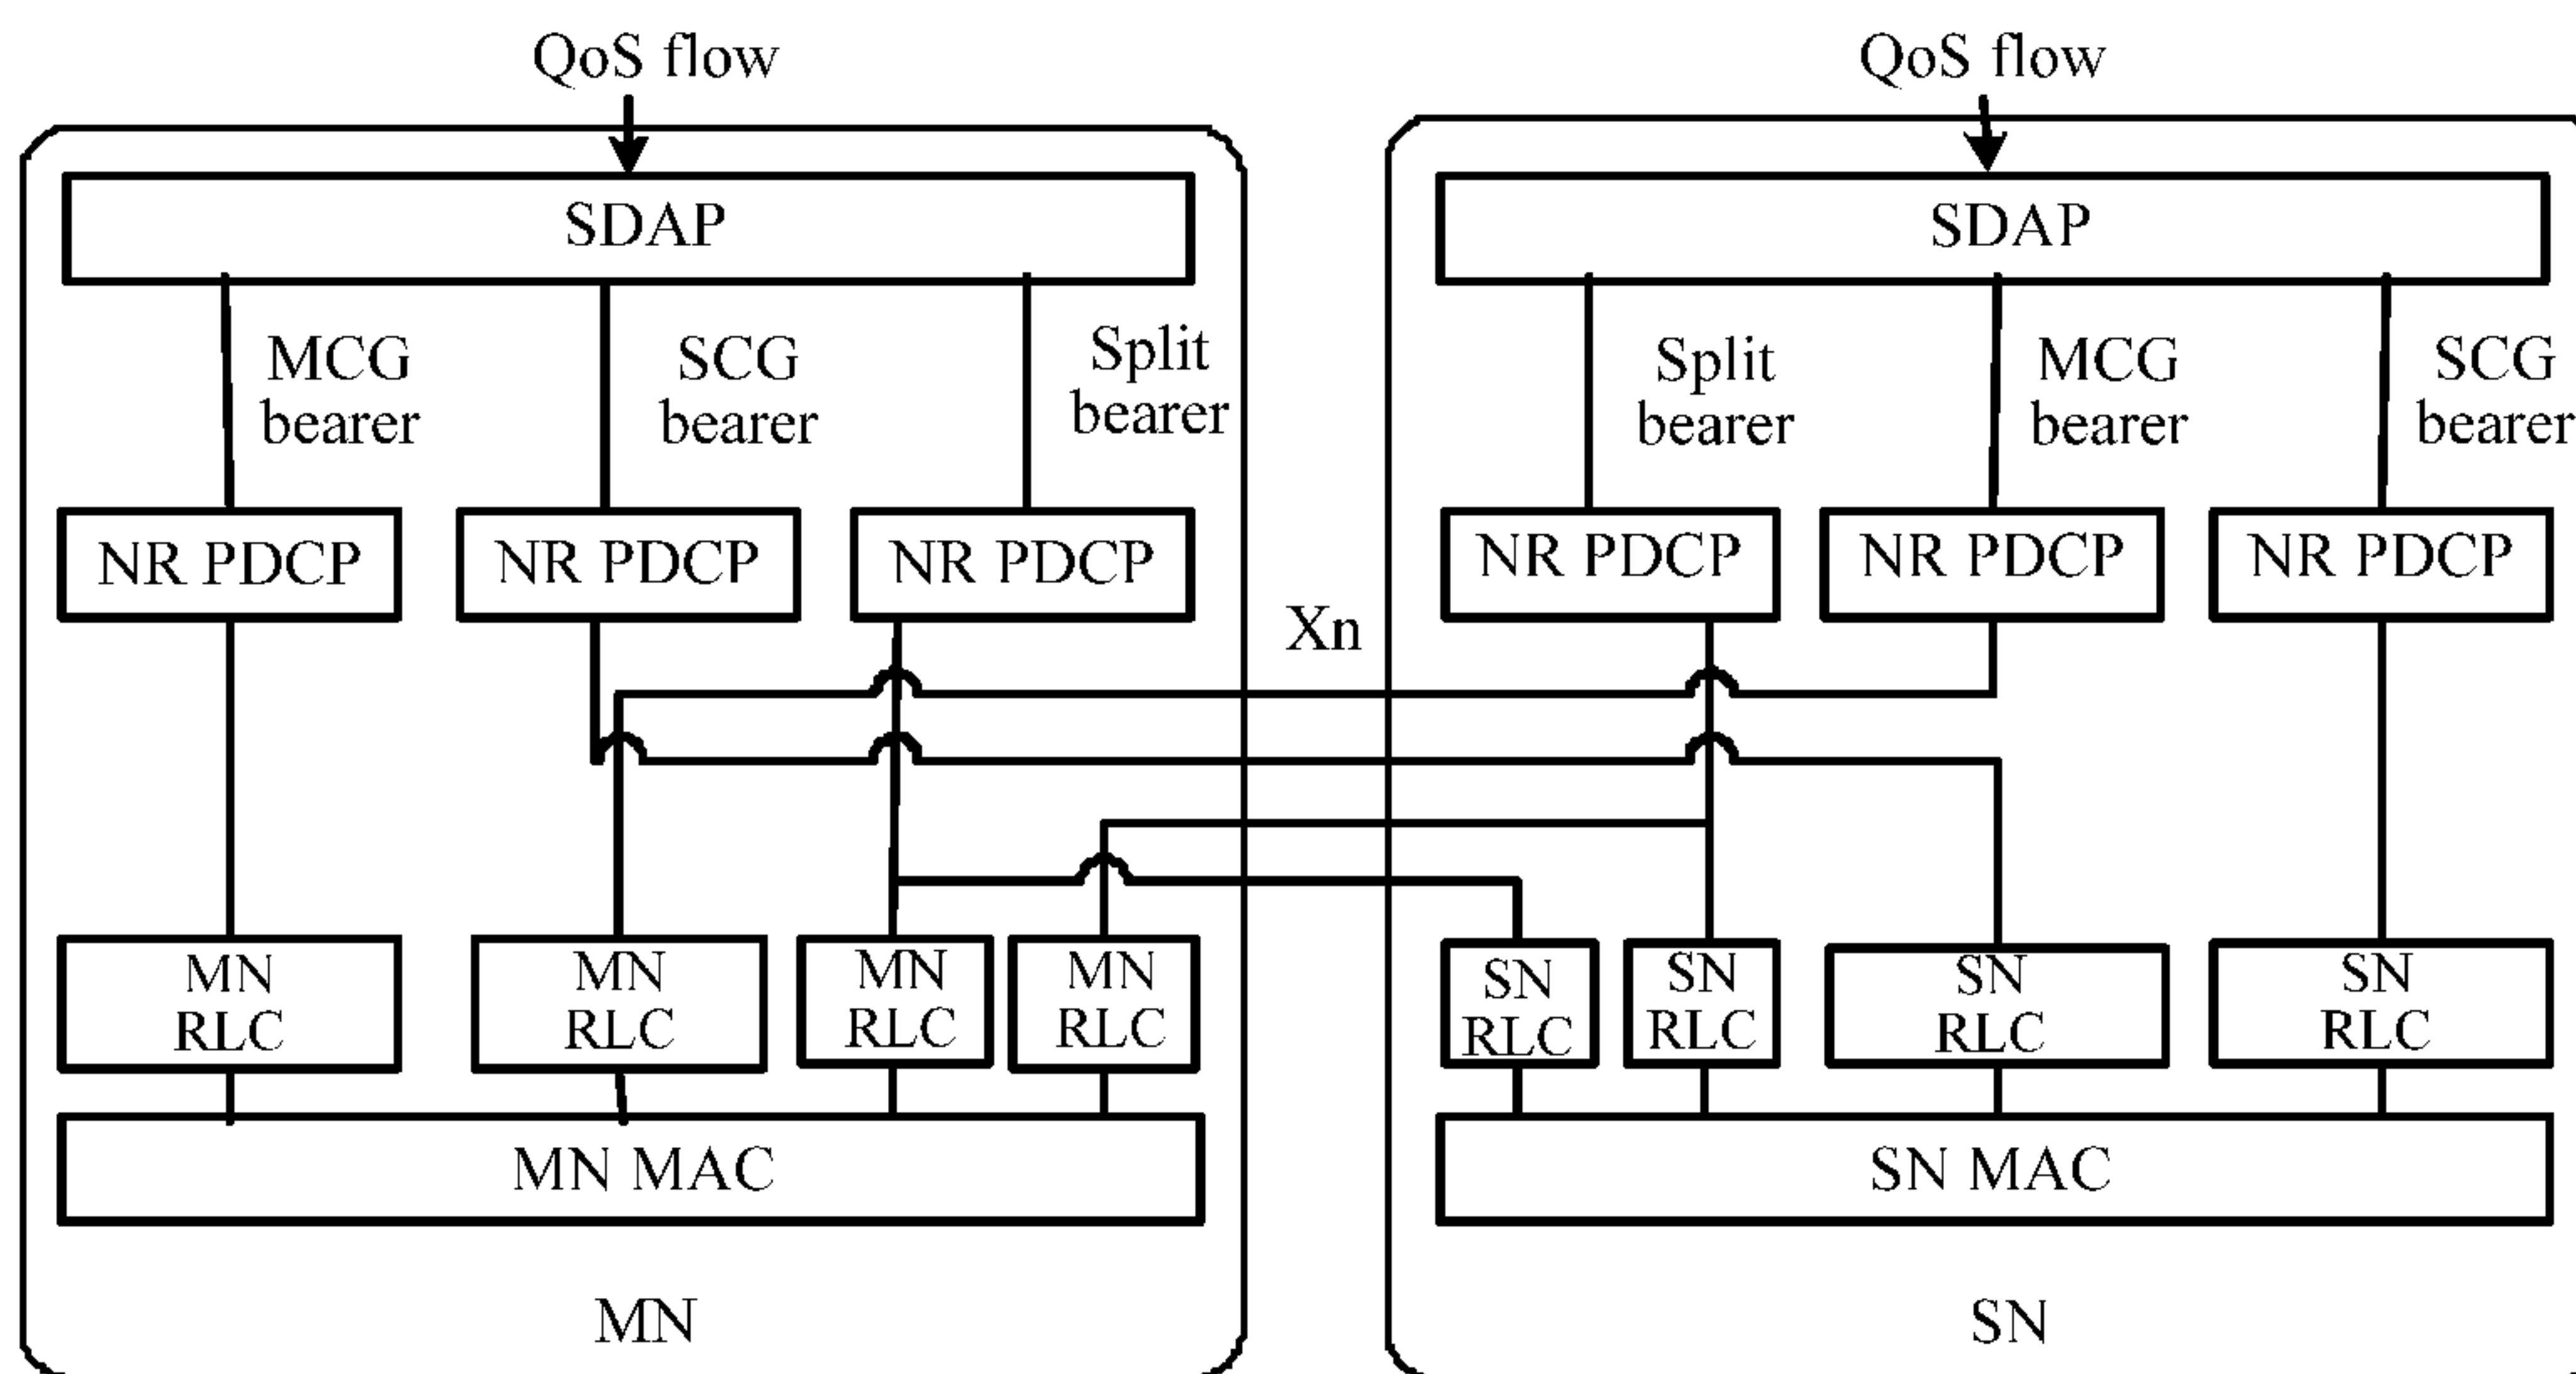 QoS flow
QoS flow
SDAP
SDAP
MCG
bearer
SCG
bearer
Split
bearer
Split
bearer
MCG
bearer
SCG
bearer
NR PDCP
NR PDCP
NR PDCP
Xn
NR PDCP
NR PDCP
NR PDCP
MN
RLC
MN
RLC
MN
RLC
MN
RLC
SN
RLC
SN
RLC
SN
RLC
SN
RLC
MN MAC
SN MAC
MN
SN